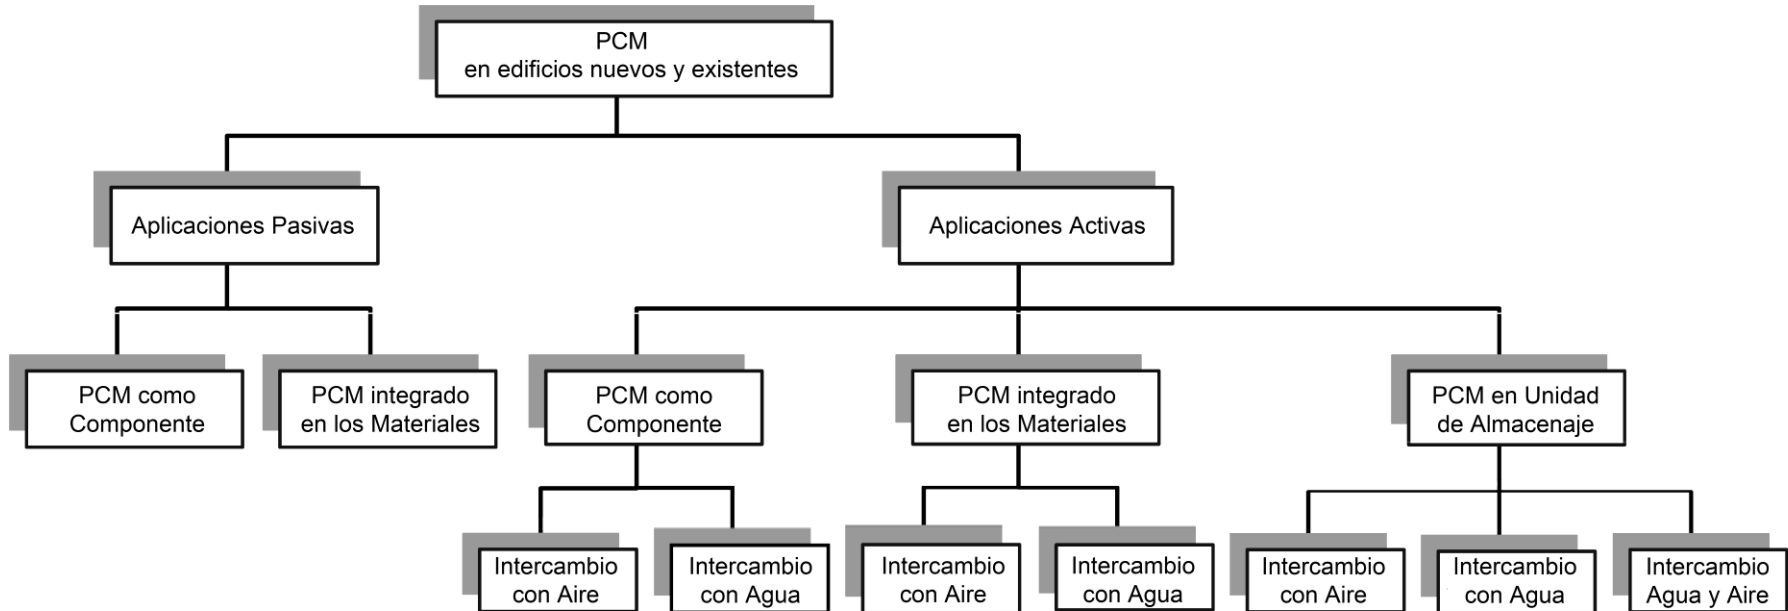 PCM
en edificios nuevos y existentes
Aplicaciones Pasivas
Aplicaciones Activas
PCM como
Componente
PCM integrado
en los Materiales
PCM como
Componente
PCM integrado
en los Materiales
PCM en Unidad
de Almacenaje
Intercambio
con Aire
Intercambio
con Agua
Intercambio
con Aire
Intercambio
con Agua
Intercambio
con Aire
Intercambio
con Agua
Intercambio
Agua y Aire